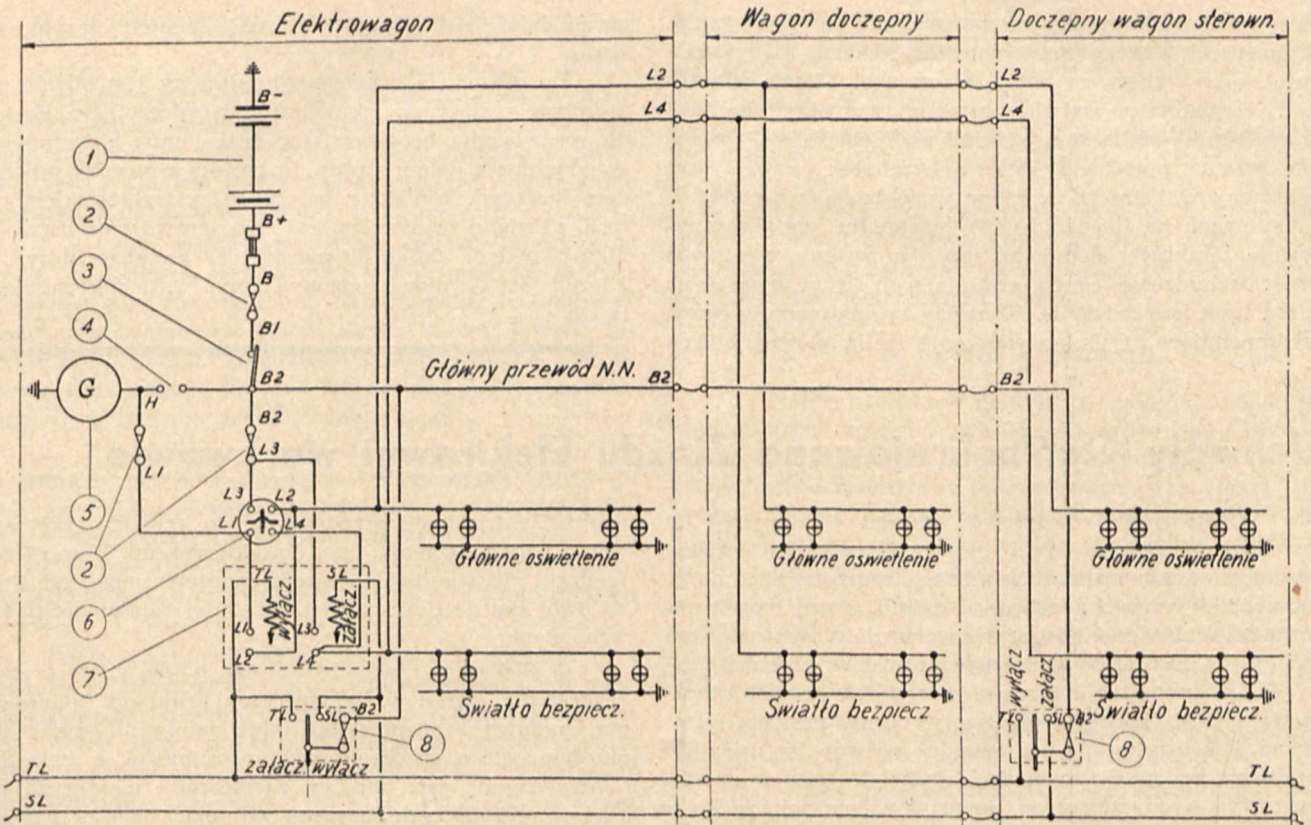 Elektrowagon
Wagon doczepny
Doczepny wagon sterown.
L2
L2
L4
L4
B-
1
2
B+
B
3
B1
4
G
H
B2
Główny przewód N.N.
B2
B2
B2
L3
L1
L3
L2
L1
L4
5
2
6
7
Główne oświetlenie
Główne oświetlenie
Główne oświetlenie
TL
SL
wyłącz
załącz
L1
L3
L2
L4
Światło bezpiecz.
Światło bezpiecz
Światło bezpiecz.
TL
SL
B2
8
załącz
wyłącz
wyłącz
załącz
TL
SL
B2
8
TL
TL
SL
SL